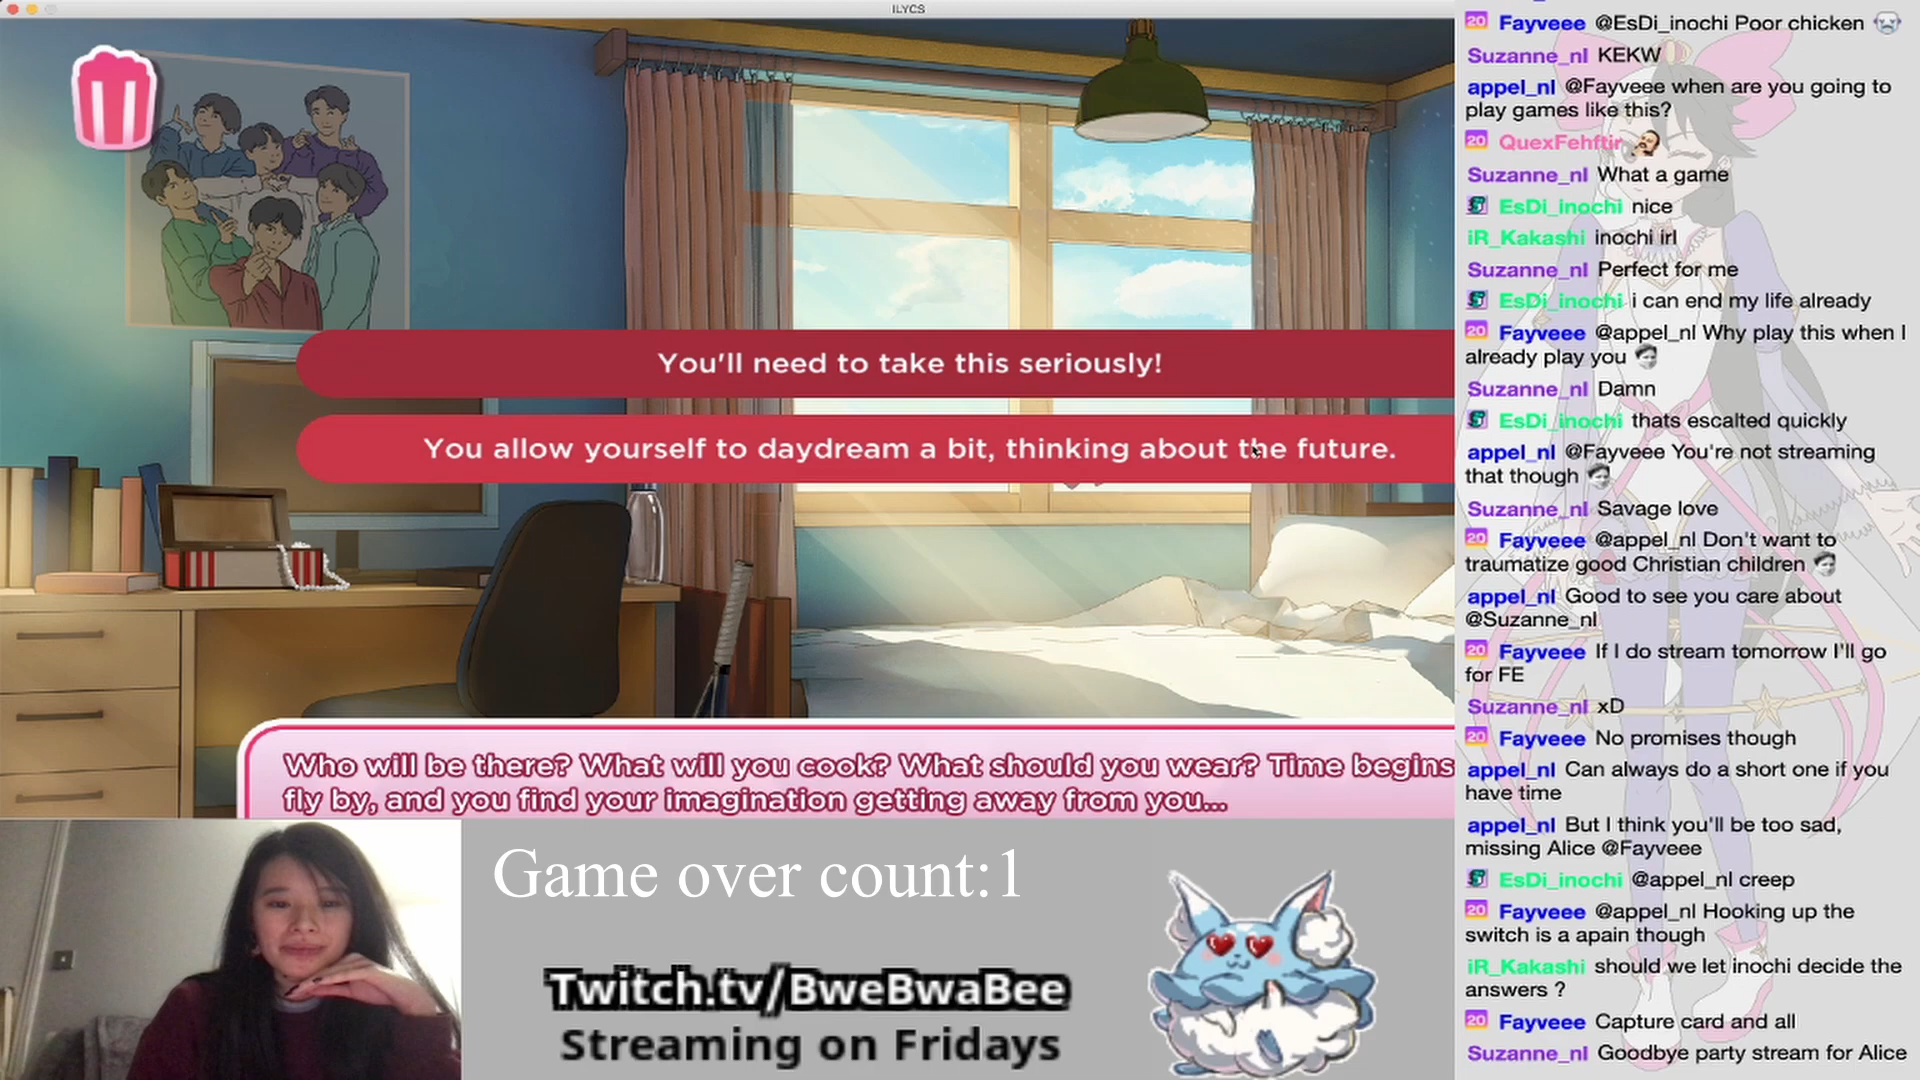 ILYCS
You'll need to take this seriously!
You allow yourself to daydream a bit, thinking about the future.
Who will be there? What will you cook? What should you wear? Time begins
fly by, and you find your imagination getting away from you...
Game over count:1
Twitch.tv/BweBwaBee
Streaming on Fridays
20 Fayveee @EsDi_inochi Poor chicken
Suzanne_nl KEKW
appel_nl @Fayveee when are you going to
play games like this?
20 QuexFehftir
Suzanne_nl What a game
EsDi_inochi nice
iR_Kakashi inochi irl
Suzanne_nl Perfect for me
EsDi_inochi i can end my life already
20 Fayveee @appel_nl Why play this when I
already play you
Suzanne_nl Damn
EsDi_inochi thats escalted quickly
appel_nl @Fayveee You're not streaming
that though
Suzanne_nl Savage love
20 Fayveee @appel_nl Don't want to
traumatize good Christian children
appel_nl Good to see you care about
@Suzanne_nl
20 Fayveee If I do stream tomorrow I'll go
for FE
Suzanne_nl xD
20 Fayveee No promises though
appel_nl Can always do a short one if you
have time
appel_nl But I think you'll be too sad,
missing Alice @Fayveee
EsDi_inochi @appel_nl creep
20 Fayveee @appel_nl Hooking up the
switch is a apain though
iR_Kakashi should we let inochi decide the
answers ?
20 Fayveee Capture card and all
Suzanne_nl Goodbye party stream for Alice